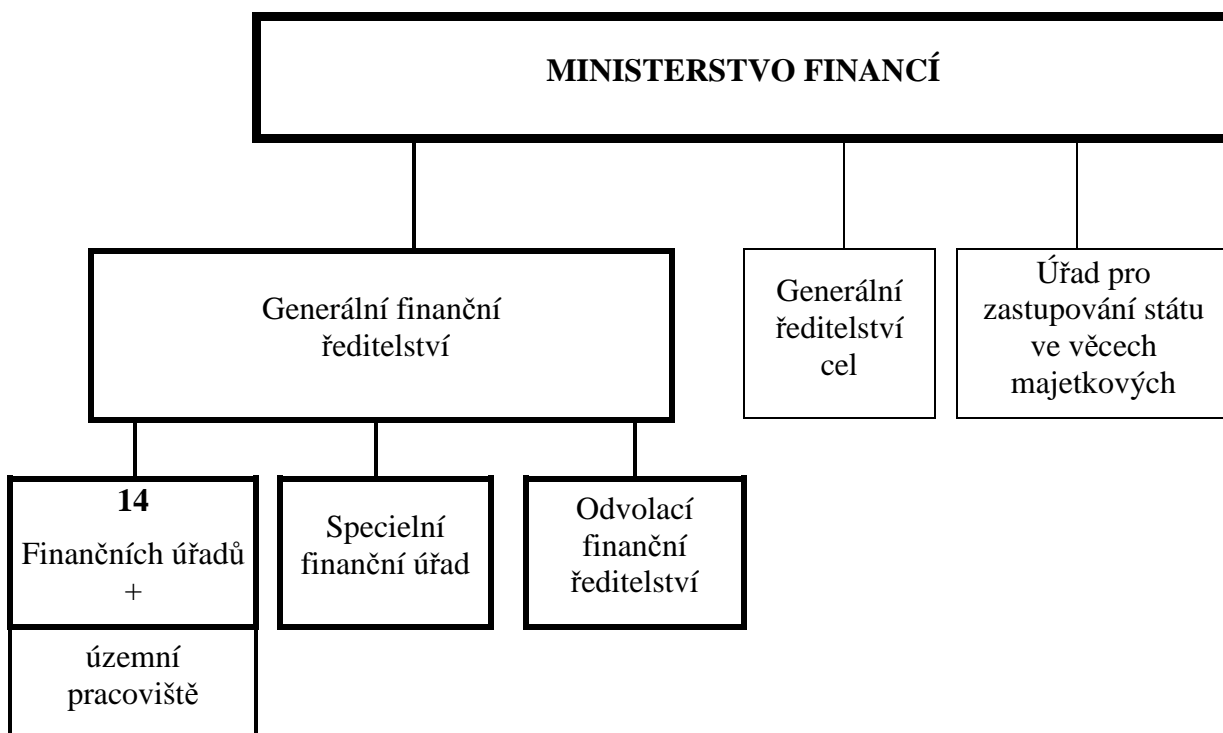 MINISTERSTVO FINANCÍ
Generální finanční
ředitelství
Generální
ředitelství
cel
Úřad pro
zastupování státu
ve věcech
majetkových
14
Finančních úřadů
+
územní
pracoviště
Specielní
finanční úřad
Odvolací
finanční
ředitelství